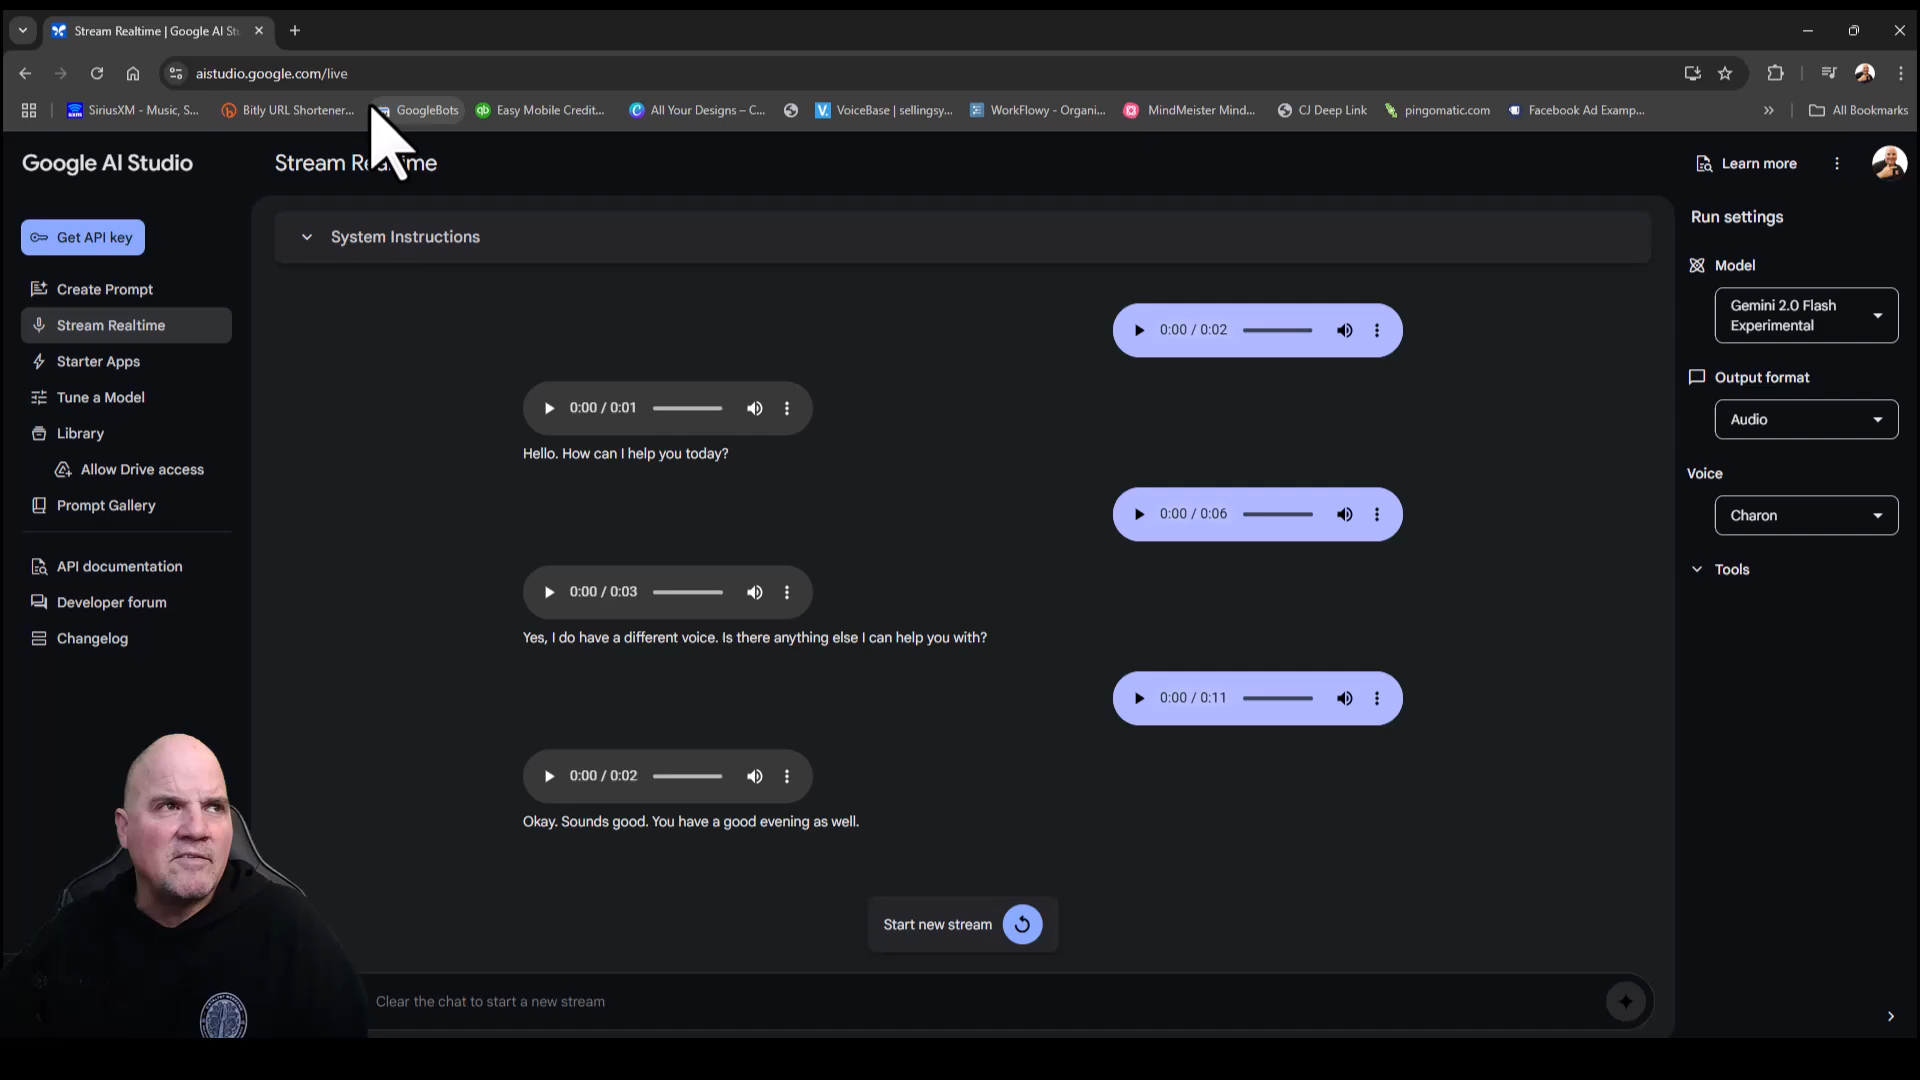 Stream Realtime | Google AI St
aistudio.google.com/live
SiriusXM - Music, S...
Bitly URL Shortener...
GoogleBots
Easy Mobile Credit...
All Your Designs – C...
VoiceBase | sellingsy...
WorkFlowy - Organi...
MindMeister Mind...
CJ Deep Link
pingomatic.com
Facebook Ad Examp...
All Bookmarks
Google AI Studio
Stream Realtime
Learn more
Get API key
Create Prompt
Stream Realtime
Starter Apps
Tune a Model
Library
Allow Drive access
Prompt Gallery
API documentation
Developer forum
Changelog
System Instructions
0:00 / 0:02
0:00 / 0:01
Hello. How can I help you today?
0:00 / 0:06
0:00 / 0:03
Yes, I do have a different voice. Is there anything else I can help you with?
0:00 / 0:11
0:00 / 0:02
Okay. Sounds good. You have a good evening as well.
Start new stream
Clear the chat to start a new stream
Run settings
Model
Gemini 2.0 Flash
Experimental
Output format
Audio
Voice
Charon
Tools